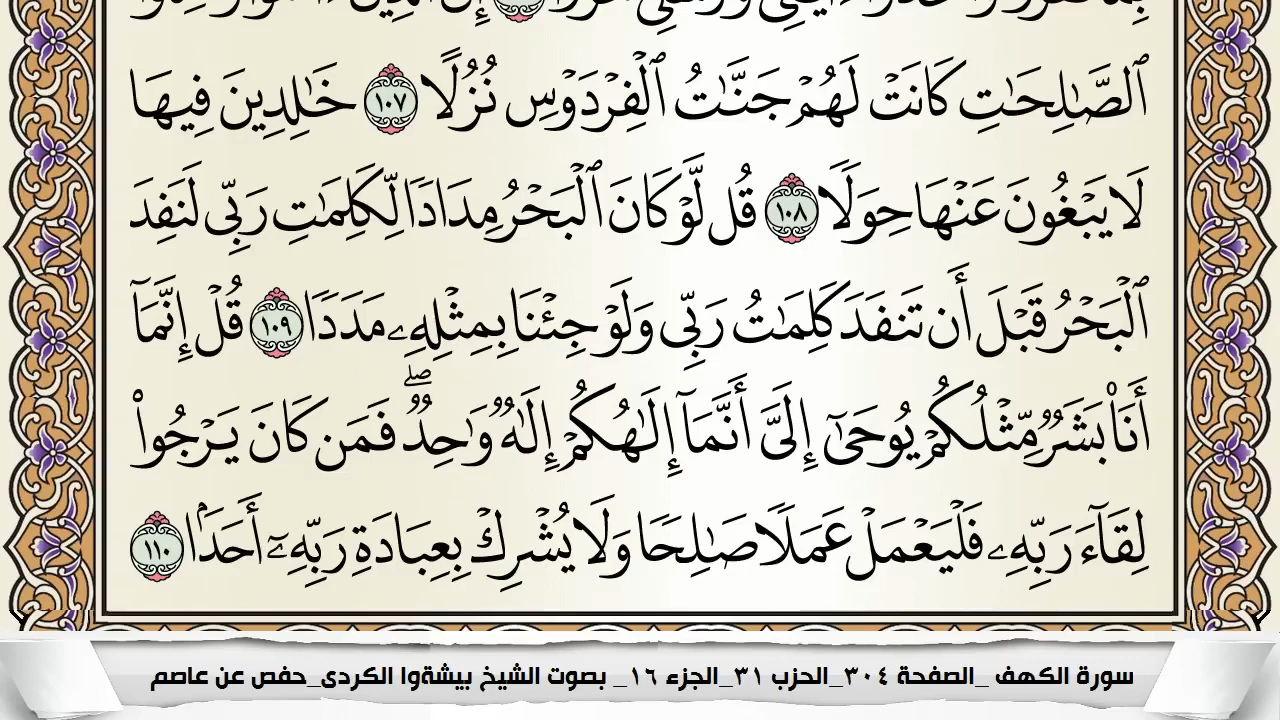 ٱلصَّـٰلِحَـٰتِ كَانَتْ لَهُمْ جَنَّـٰتُ ٱلْفِرْدَوْسِ نُزُلًا ١٠٧ خَـٰلِدِينَ فِيهَا
لَا يَبْغُونَ عَنْهَا حِوَلًا ١٠٨ قُل لَّوْ كَانَ ٱلْبَحْرُ مِدَادًا لِّكَلِمَـٰتِ رَبِّى لَنَفِدَ
ٱلْبَحْرُ قَبْلَ أَن تَنفَدَ كَلِمَـٰتُ رَبِّى وَلَوْ جِئْنَا بِمِثْلِهِۦ مَدَدًا ١٠٩ قُلْ إِنَّمَآ
أَنَا۠ بَشَرٌ مِّثْلُكُمْ يُوحَىٰٓ إِلَىَّ أَنَّمَآ إِلَـٰهُكُمْ إِلَـٰهٌ وَٰحِدٌ ۖ فَمَن كَانَ يَرْجُوا۟
لِقَآءَ رَبِّهِۦ فَلْيَعْمَلْ عَمَلًا صَـٰلِحًا وَلَا يُشْرِكْ بِعِبَادَةِ رَبِّهِۦٓ أَحَدًۢا ١١٠
سورة الكهف _الصفحة ٣٠٤_الحزب ٣١_الجزء ١٦_ بصوت الشيخ بيشةوا الكردى_حفص عن عاصم